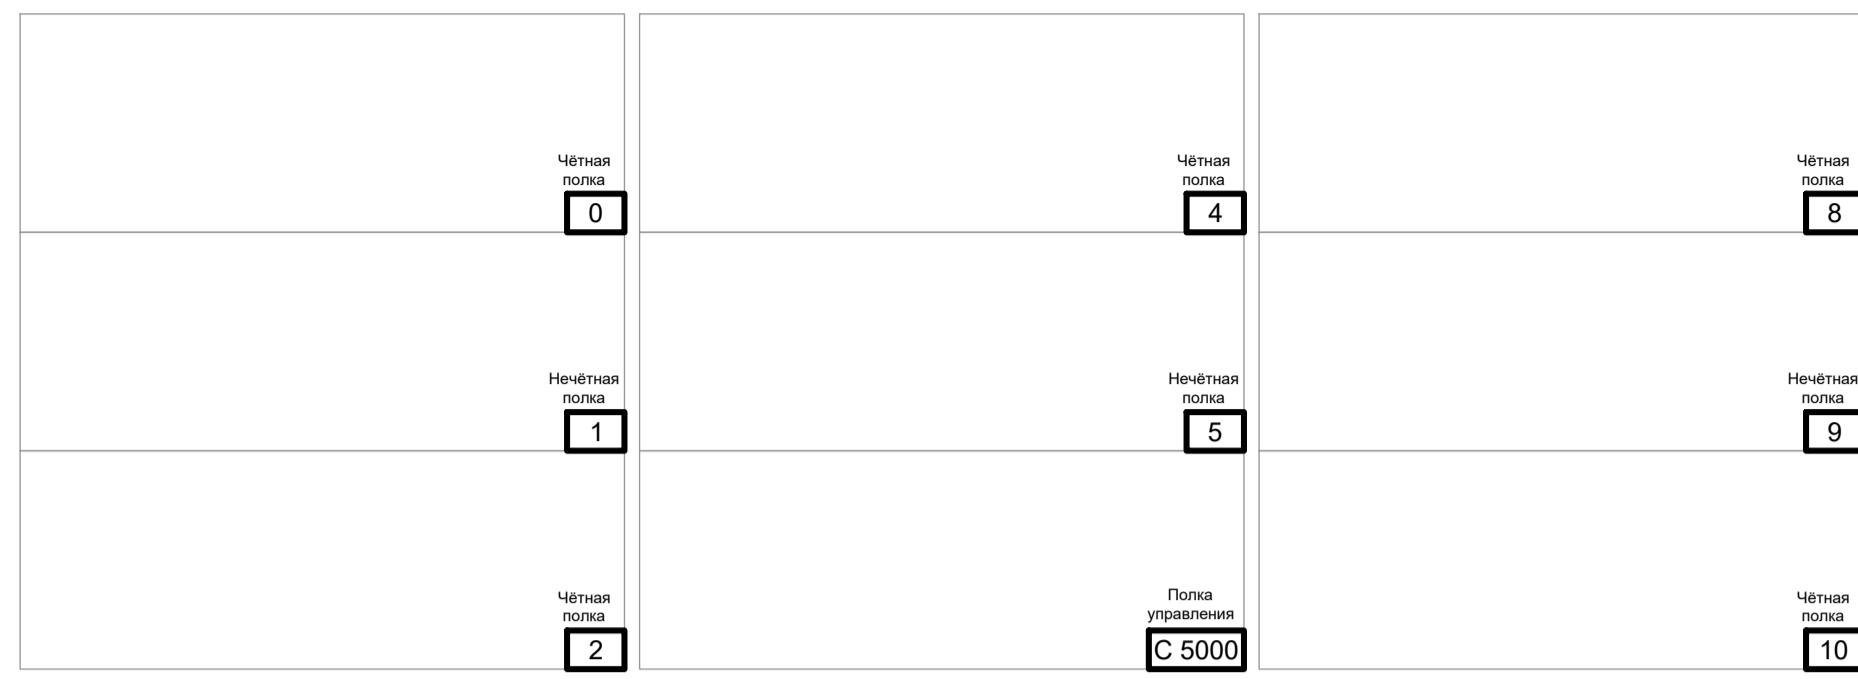 Чётная
полка
0
Чётная
полка
4
Чётная
полка
8
Нечётная
полка
1
Нечётная
полка
5
Нечётная
полка
9
Чётная
полка
2
Полка
управления
С 5000
Чётная
полка
10